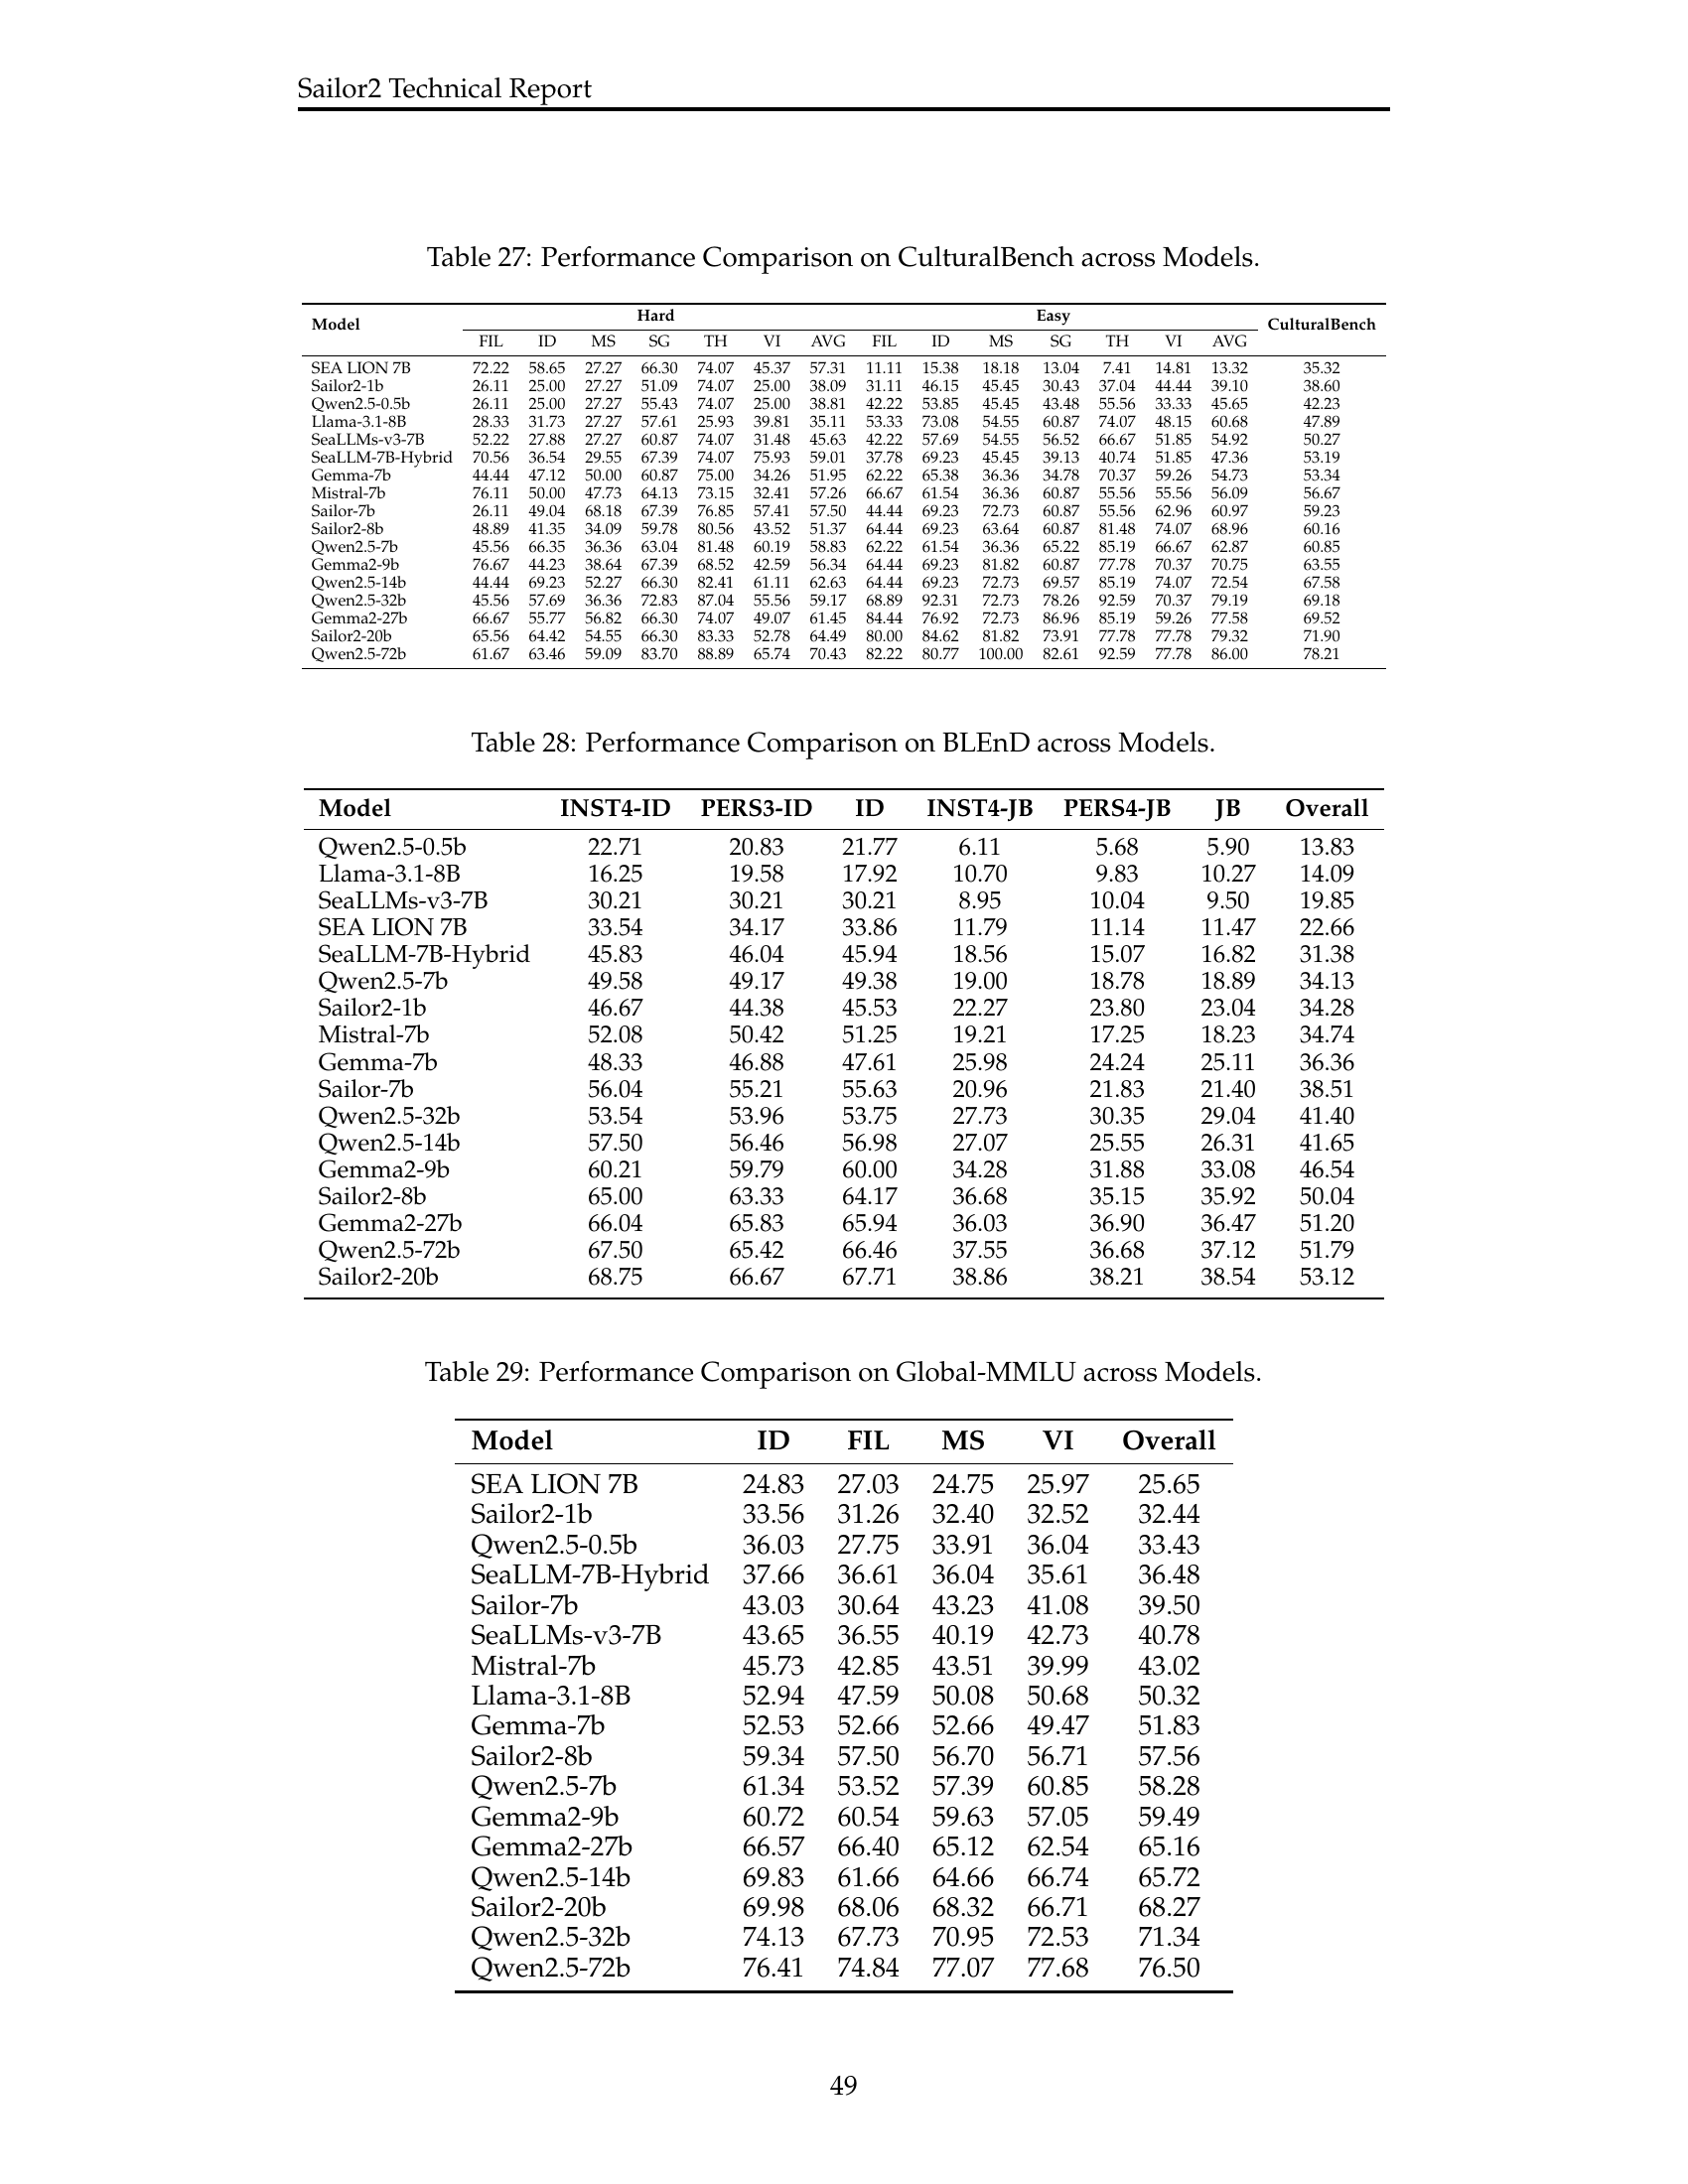 Sailor2 Technical Report
Table 27: Performance Comparison on CulturalBench across Models.
Model Hard Easy CulturalBench
FIL ID MS SG TH VI AVG FIL ID MS SG TH VI AVG
SEA LION 7B 72.22 58.65 27.27 66.30 74.07 45.37 57.31 11.11 15.38 18.18 13.04 7.41 14.81 13.32 35.32
Sailor2-1b 26.11 25.00 27.27 51.09 74.07 25.00 38.09 31.11 46.15 45.45 30.43 37.04 44.44 39.10 38.60
Qwen2.5-0.5b 26.11 25.00 27.27 55.43 74.07 25.00 38.81 42.22 53.85 45.45 43.48 55.56 33.33 45.65 42.23
Llama-3.1-8B 28.33 31.73 27.27 57.61 25.93 39.81 35.11 53.33 73.08 54.55 60.87 74.07 48.15 60.68 47.89
SeaLLMs-v3-7B 52.22 27.88 27.27 60.87 74.07 31.48 45.63 42.22 57.69 54.55 56.52 66.67 51.85 54.92 50.27
SeaLLM-7B-Hybrid 70.56 36.54 29.55 67.39 74.07 75.93 59.01 37.78 69.23 45.45 39.13 40.74 51.85 47.36 53.19
Gemma-7b 44.44 47.12 50.00 60.87 75.00 34.26 51.95 62.22 65.38 36.36 34.78 70.37 59.26 54.73 53.34
Mistral-7b 76.11 50.00 47.73 64.13 73.15 32.41 57.26 66.67 61.54 36.36 60.87 55.56 55.56 56.09 56.67
Sailor-7b 26.11 49.04 68.18 67.39 76.85 57.41 57.50 44.44 69.23 72.73 60.87 55.56 62.96 60.97 59.23
Sailor2-8b 48.89 41.35 34.09 59.78 80.56 43.52 51.37 64.44 69.23 63.64 60.87 81.48 74.07 68.96 60.16
Qwen2.5-7b 45.56 66.35 36.36 63.04 81.48 60.19 58.83 62.22 61.54 36.36 65.22 85.19 66.67 62.87 60.85
Gemma2-9b 76.67 44.23 38.64 67.39 68.52 42.59 56.34 64.44 69.23 81.82 60.87 77.78 70.37 70.75 63.55
Qwen2.5-14b 44.44 69.23 52.27 66.30 82.41 61.11 62.63 64.44 69.23 72.73 69.57 85.19 74.07 72.54 67.58
Qwen2.5-32b 45.56 57.69 36.36 72.83 87.04 55.56 59.17 68.89 92.31 72.73 78.26 92.59 70.37 79.19 69.18
Gemma2-27b 66.67 55.77 56.82 66.30 74.07 49.07 61.45 84.44 76.92 72.73 86.96 85.19 59.26 77.58 69.52
Sailor2-20b 65.56 64.42 54.55 66.30 83.33 52.78 64.49 80.00 84.62 81.82 73.91 77.78 77.78 79.32 71.90
Qwen2.5-72b 61.67 63.46 59.09 83.70 88.89 65.74 70.43 82.22 80.77 100.00 82.61 92.59 77.78 86.00 78.21
Table 28: Performance Comparison on BLEnD across Models.
Model INST4-ID PERS3-ID ID INST4-JB PERS4-JB JB Overall
Qwen2.5-0.5b 22.71 20.83 21.77 6.11 5.68 5.90 13.83
Llama-3.1-8B 16.25 19.58 17.92 10.70 9.83 10.27 14.09
SeaLLMs-v3-7B 30.21 30.21 30.21 8.95 10.04 9.50 19.85
SEA LION 7B 33.54 34.17 33.86 11.79 11.14 11.47 22.66
SeaLLM-7B-Hybrid 45.83 46.04 45.94 18.56 15.07 16.82 31.38
Qwen2.5-7b 49.58 49.17 49.38 19.00 18.78 18.89 34.13
Sailor2-1b 46.67 44.38 45.53 22.27 23.80 23.04 34.28
Mistral-7b 52.08 50.42 51.25 19.21 17.25 18.23 34.74
Gemma-7b 48.33 46.88 47.61 25.98 24.24 25.11 36.36
Sailor-7b 56.04 55.21 55.63 20.96 21.83 21.40 38.51
Qwen2.5-32b 53.54 53.96 53.75 27.73 30.35 29.04 41.40
Qwen2.5-14b 57.50 56.46 56.98 27.07 25.55 26.31 41.65
Gemma2-9b 60.21 59.79 60.00 34.28 31.88 33.08 46.54
Sailor2-8b 65.00 63.33 64.17 36.68 35.15 35.92 50.04
Gemma2-27b 66.04 65.83 65.94 36.03 36.90 36.47 51.20
Qwen2.5-72b 67.50 65.42 66.46 37.55 36.68 37.12 51.79
Sailor2-20b 68.75 66.67 67.71 38.86 38.21 38.54 53.12
Table 29: Performance Comparison on Global-MMLU across Models.
Model ID FIL MS VI Overall
SEA LION 7B 24.83 27.03 24.75 25.97 25.65
Sailor2-1b 33.56 31.26 32.40 32.52 32.44
Qwen2.5-0.5b 36.03 27.75 33.91 36.04 33.43
SeaLLM-7B-Hybrid 37.66 36.61 36.04 35.61 36.48
Sailor-7b 43.03 30.64 43.23 41.08 39.50
SeaLLMs-v3-7B 43.65 36.55 40.19 42.73 40.78
Mistral-7b 45.73 42.85 43.51 39.99 43.02
Llama-3.1-8B 52.94 47.59 50.08 50.68 50.32
Gemma-7b 52.53 52.66 52.66 49.47 51.83
Sailor2-8b 59.34 57.50 56.70 56.71 57.56
Qwen2.5-7b 61.34 53.52 57.39 60.85 58.28
Gemma2-9b 60.72 60.54 59.63 57.05 59.49
Gemma2-27b 66.57 66.40 65.12 62.54 65.16
Qwen2.5-14b 69.83 61.66 64.66 66.74 65.72
Sailor2-20b 69.98 68.06 68.32 66.71 68.27
Qwen2.5-32b 74.13 67.73 70.95 72.53 71.34
Qwen2.5-72b 76.41 74.84 77.07 77.68 76.50
49